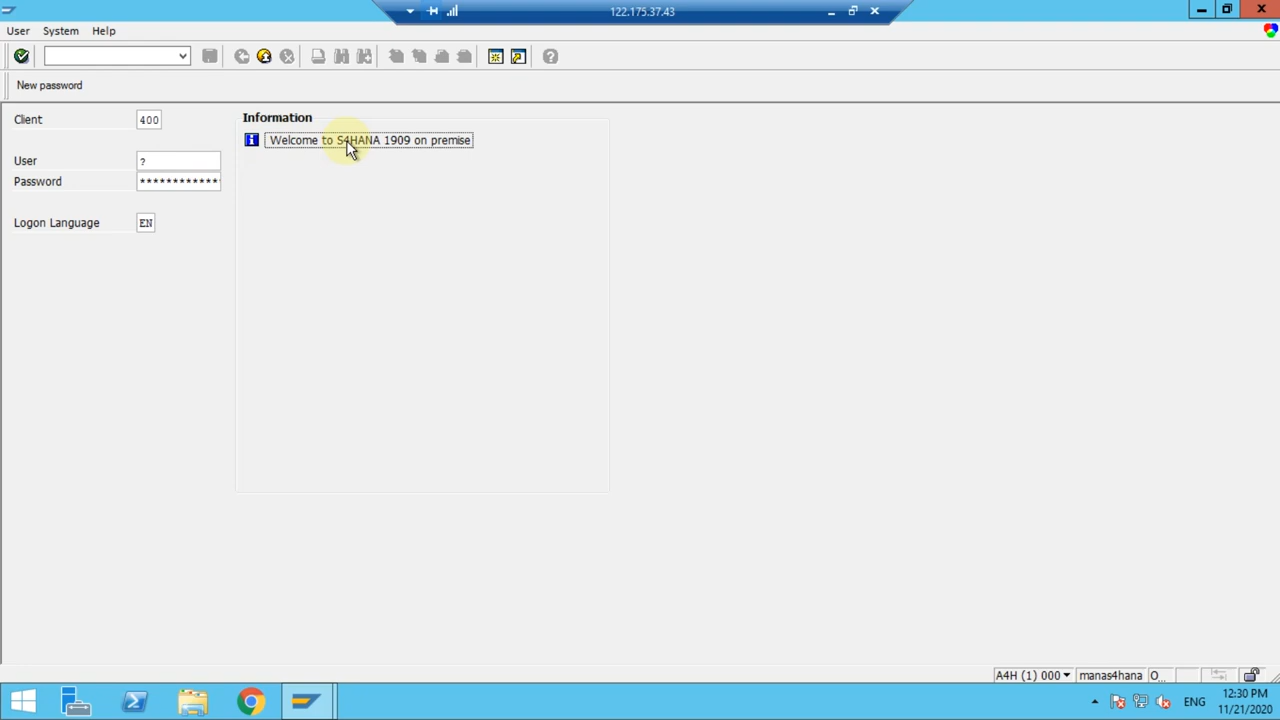 122.175.37.43
User System Help
New password
Client 400
Information
Welcome to S4HANA 1909 on premise
User ?
Password *************
Logon Language EN
A4H (1) 000 manas4hana O...
ENG 12:30 PM
11/21/2020